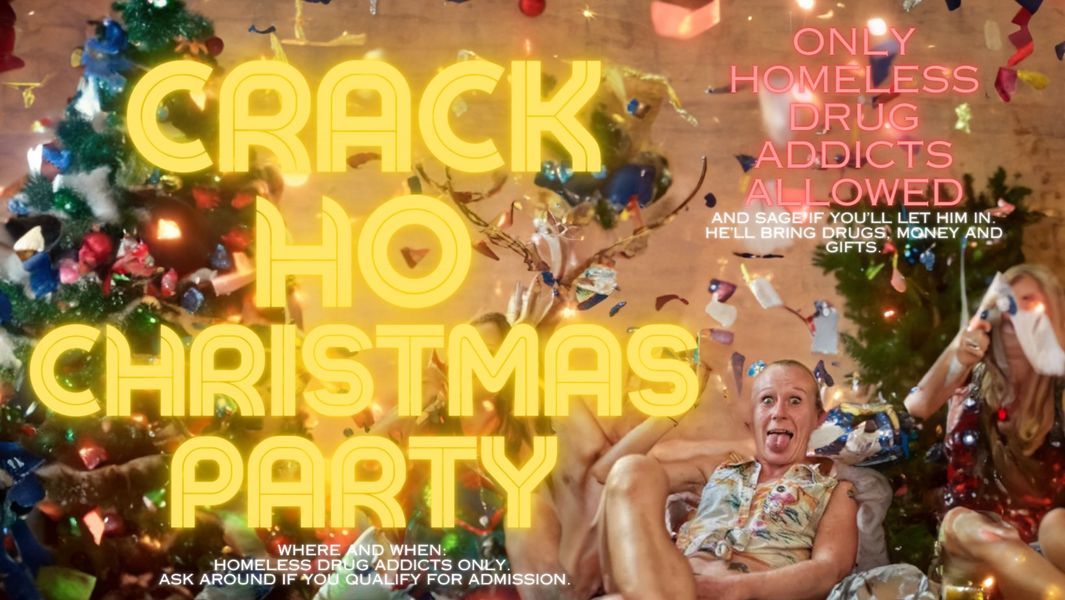 CRACK
HO
CHRISTMAS
PARTY
ONLY
HOMELESS
DRUG
ADDICTS
ALLOWED
AND SAGE IF YOU'LL LET HIM IN.
HE'LL BRING DRUGS, MONEY AND
GIFTS.
WHERE AND WHEN:
HOMELESS DRUG ADDICTS ONLY.
ASK AROUND IF YOU QUALIFY FOR ADMISSION.